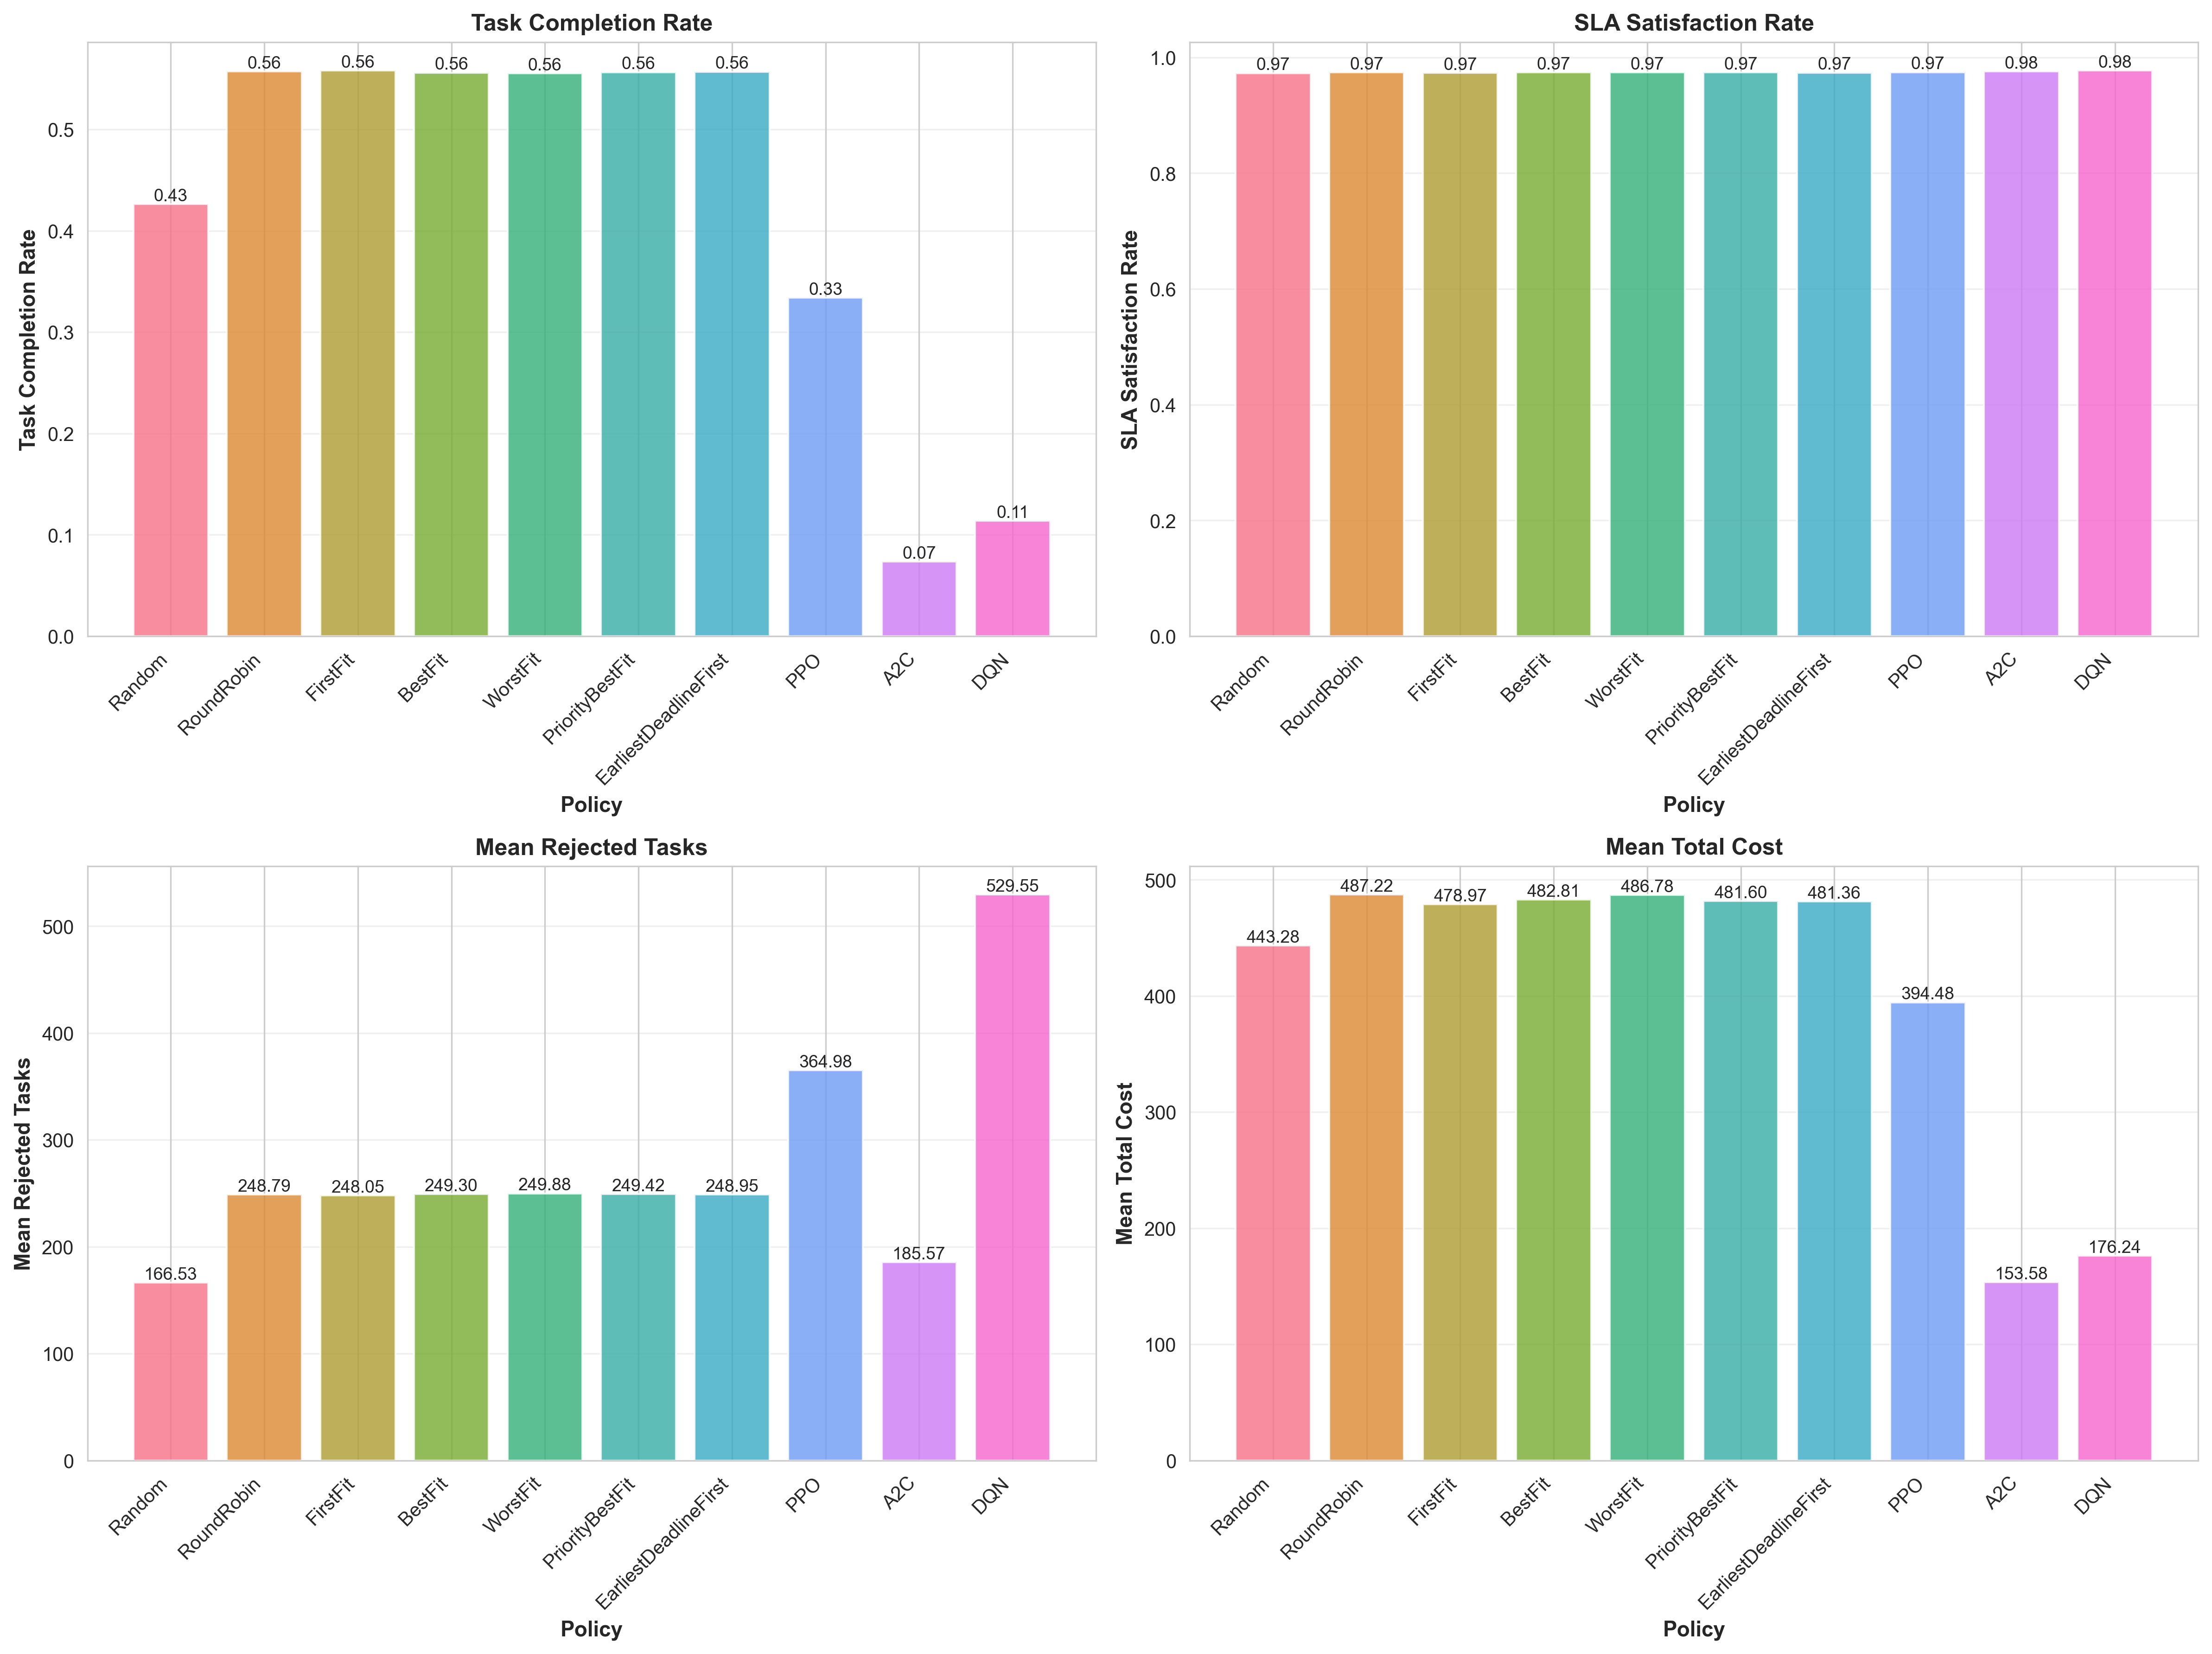 Task Completion Rate
Task Completion Rate
0.5
0.4
0.3
0.2
0.1
0.0
0.43
0.56
0.56
0.56
0.56
0.56
0.56
0.33
0.07
0.11
Random
RoundRobin
FirstFit
BestFit
WorstFit
PriorityBestFit
EarliestDeadlineFirst
PPO
A2C
DQN
Policy
SLA Satisfaction Rate
SLA Satisfaction Rate
1.0
0.8
0.6
0.4
0.2
0.0
0.97
0.97
0.97
0.97
0.97
0.97
0.97
0.97
0.98
0.98
Random
RoundRobin
FirstFit
BestFit
WorstFit
PriorityBestFit
EarliestDeadlineFirst
PPO
A2C
DQN
Policy
Mean Rejected Tasks
Mean Rejected Tasks
500
400
300
200
100
0
166.53
248.79
248.05
249.30
249.88
249.42
248.95
364.98
185.57
529.55
Random
RoundRobin
FirstFit
BestFit
WorstFit
PriorityBestFit
EarliestDeadlineFirst
PPO
A2C
DQN
Policy
Mean Total Cost
Mean Total Cost
500
400
300
200
100
0
443.28
487.22
478.97
482.81
486.78
481.60
481.36
394.48
153.58
176.24
Random
RoundRobin
FirstFit
BestFit
WorstFit
PriorityBestFit
EarliestDeadlineFirst
PPO
A2C
DQN
Policy